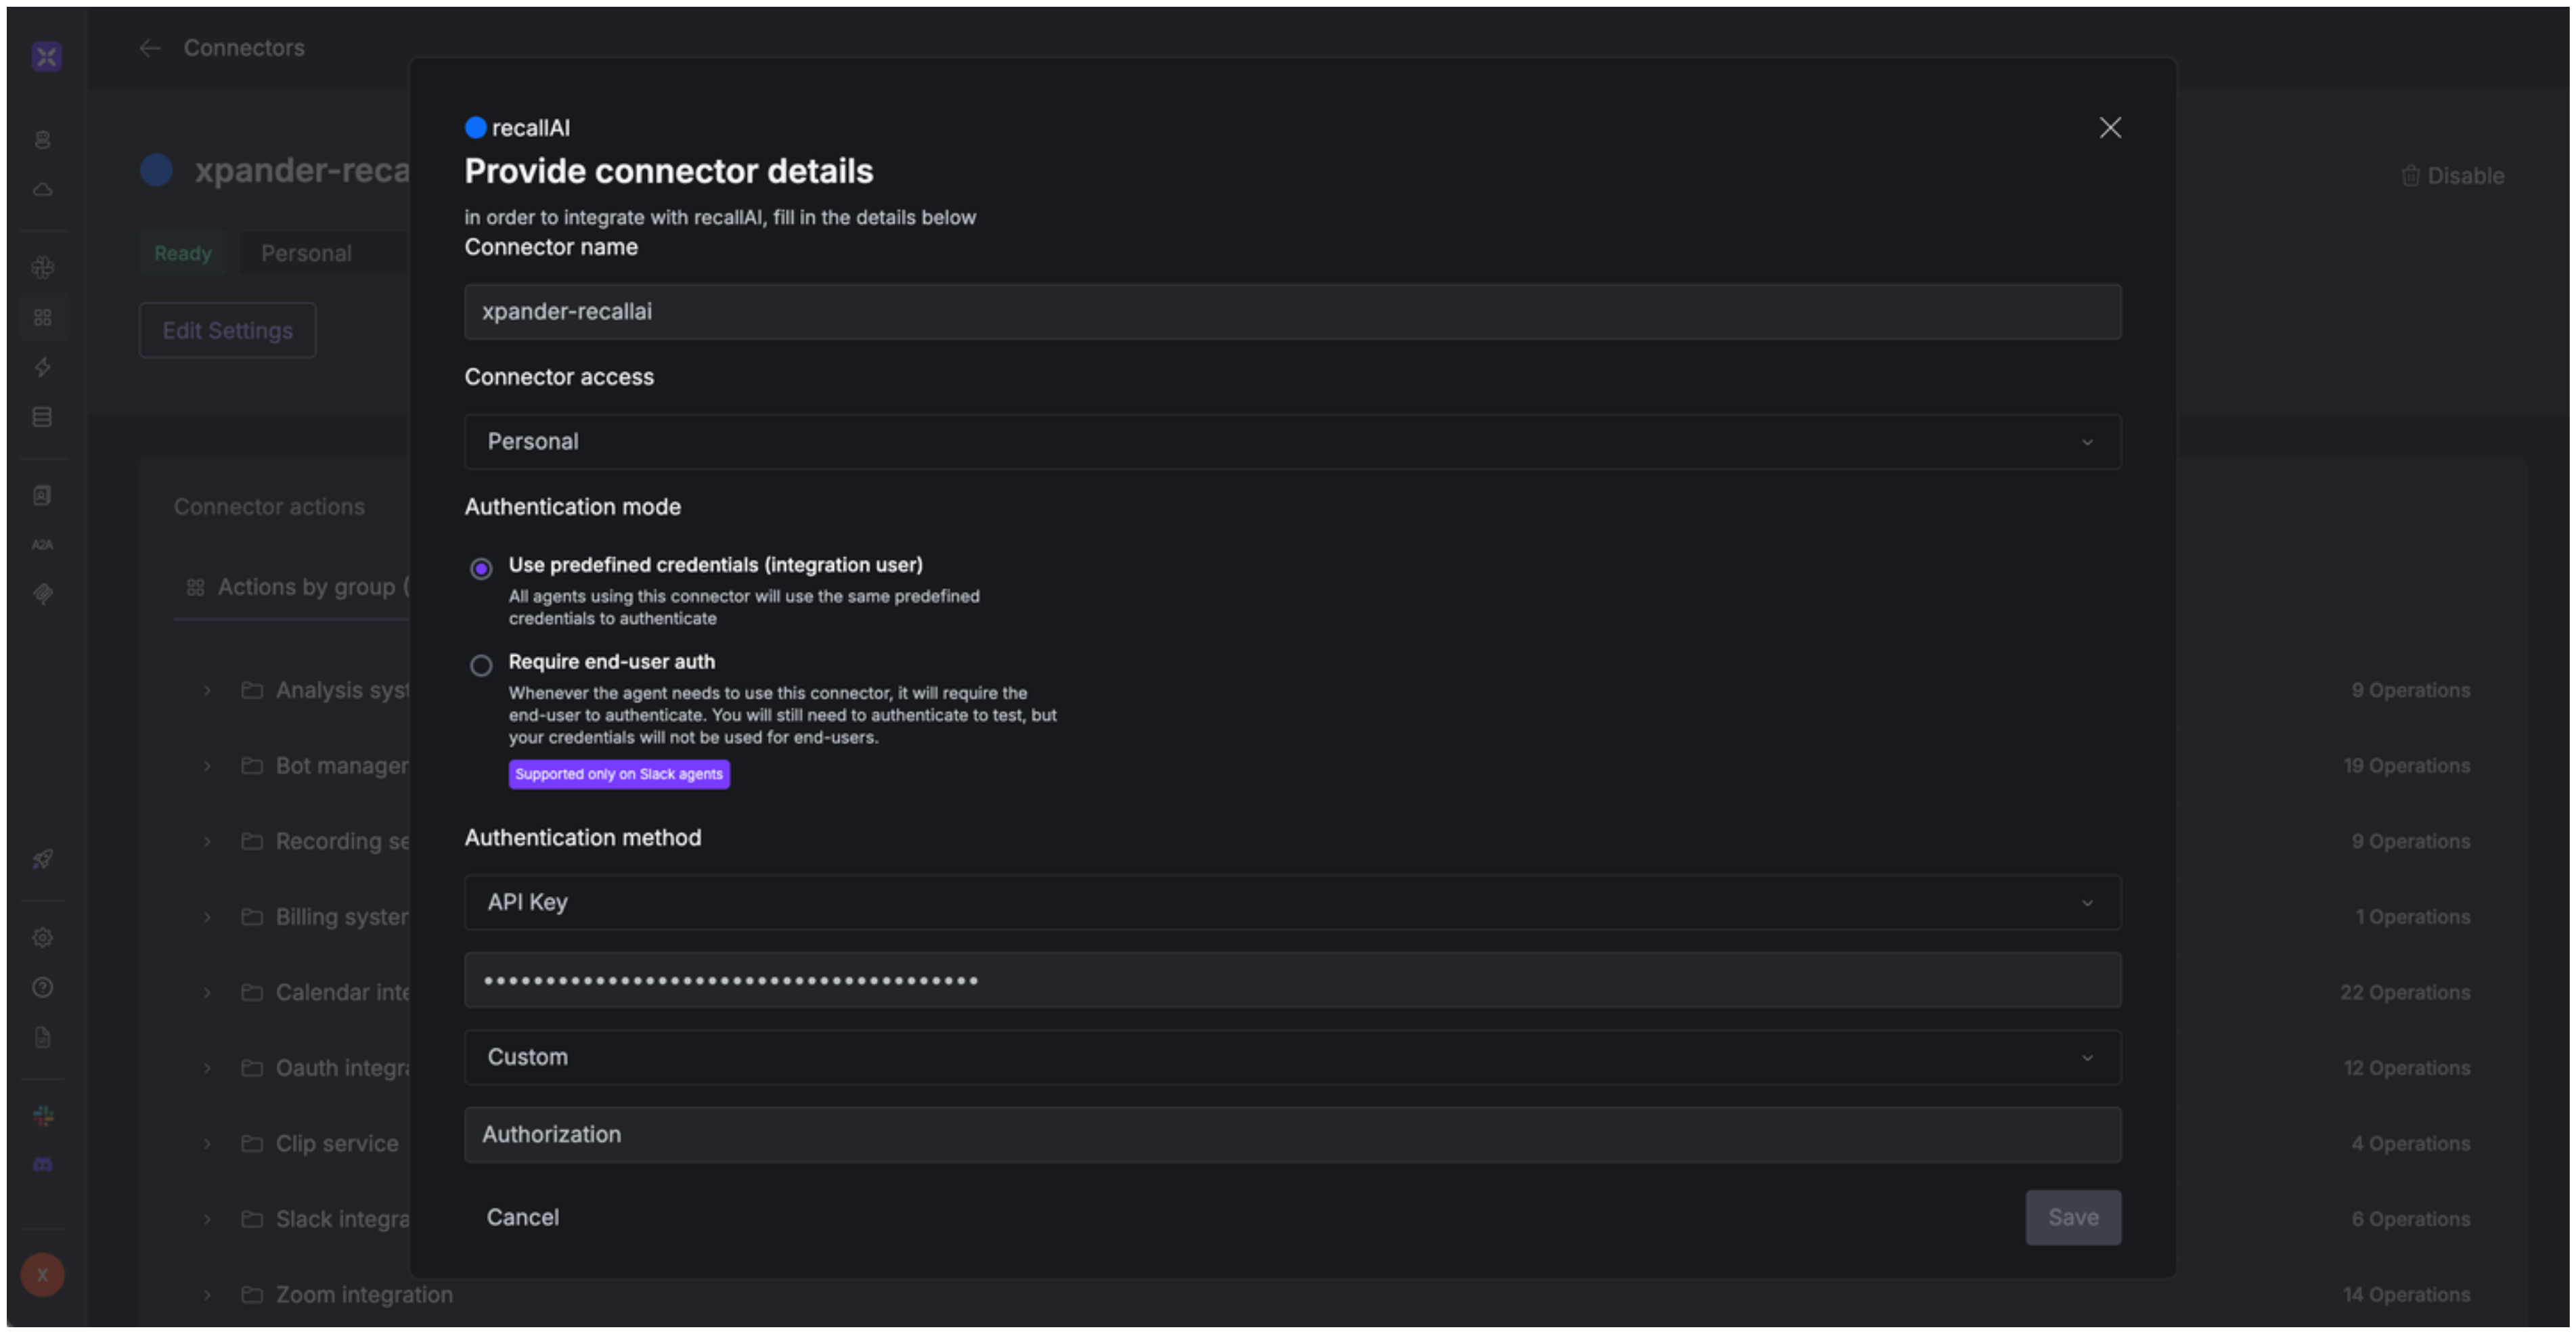 Connectors
xpander-reca
Disable
Ready
Personal
Edit Settings
Connector actions
A2A
Actions by group (
Analysis syst
9 Operations
Bot manager
19 Operations
Recording se
9 Operations
Billing syster
1 Operations
Calendar inte
22 Operations
Oauth integra
12 Operations
Clip service
4 Operations
Slack integra
6 Operations
Zoom integration
14 Operations
X
recallAI
Provide connector details
in order to integrate with recallAI, fill in the details below
Connector name
xpander-recallai
Connector access
Personal
Authentication mode
Use predefined credentials (integration user)
All agents using this connector will use the same predefined
credentials to authenticate
Require end-user auth
Whenever the agent needs to use this connector, it will require the
end-user to authenticate. You will still need to authenticate to test, but
your credentials will not be used for end-users.
Supported only on Slack agents
Authentication method
API Key
••••••••••••••••••••••••••••••••••••••••
Custom
Authorization
Cancel
Save